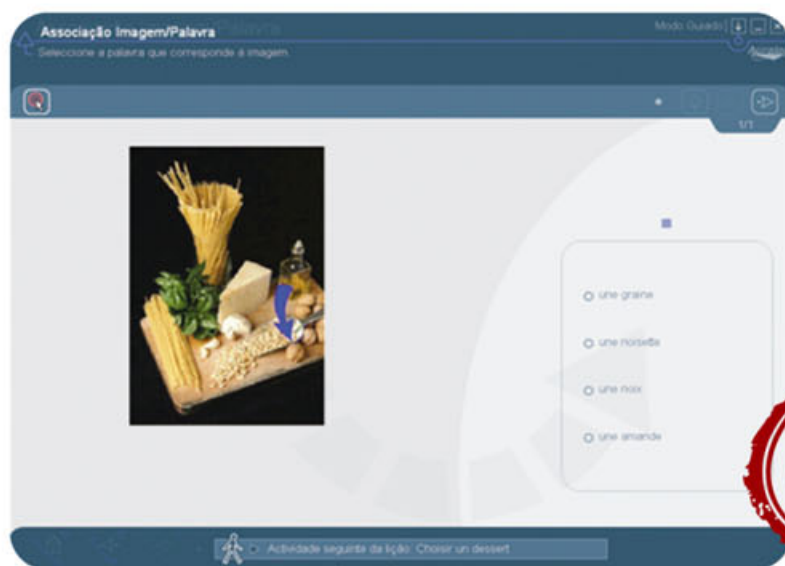 Associação Imagem/Palavra
Modo Guiado
Seleccione a palavra que corresponde à imagem.
1/1
une graine
une noisette
une noix
une amande
Actividade seguinte da lição: Choisir un dessert